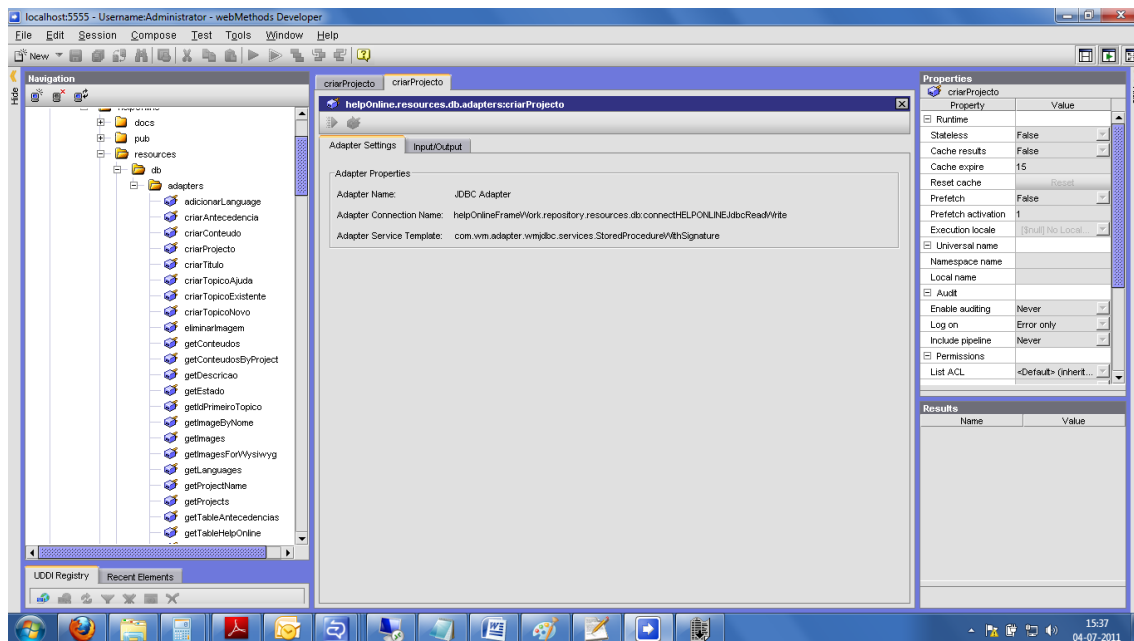 localhost:5555 - Username:Administrator - webMethods Developer
File Edit Session Compose Test Tools Window Help
New
Hide
Navigation
docs
pub
resources
db
adapters
adicionarLanguage
criarAntecedencia
criarConteudo
criarProjecto
criarTitulo
criarTopicoAjuda
criarTopicoExistente
criarTopicoNovo
eliminarImagem
getConteudos
getConteudosByProject
getDescricao
getEstado
getIdPrimeiroTopico
getImageByNome
getImages
getImagesForWysiwyg
getLanguages
getProjectName
getProjects
getTableAntecedencias
getTableHelpOnline
UDDI Registry Recent Elements
criarProjecto criarProjecto
helpOnline.resources.db.adapters:criarProjecto
Adapter Settings Input/Output
Adapter Properties
Adapter Name: JDBC Adapter
Adapter Connection Name: helpOnlineFrameWork.repository.resources.db:connectHELPONLINEJdbcReadWrite
Adapter Service Template: com.wm.adapter.wmjdbc.services.StoredProcedureWithSignature
Properties
criarProjecto
Property Value
Runtime
Stateless False
Cache results False
Cache expire 15
Reset cache Reset
Prefetch False
Prefetch activation 1
Execution locale [$null] No Local...
Universal name
Namespace name
Local name
Audit
Enable auditing Never
Log on Error only
Include pipeline Never
Permissions
List ACL <Default> (inherit...
Results
Name Value
15:37
04-07-2011